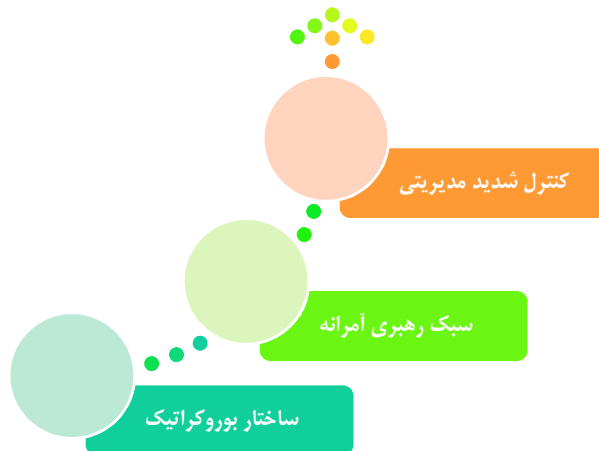 کنترل شدید مدیریتی
سبک رهبری آمرانه
ساختار بوروکراتیک